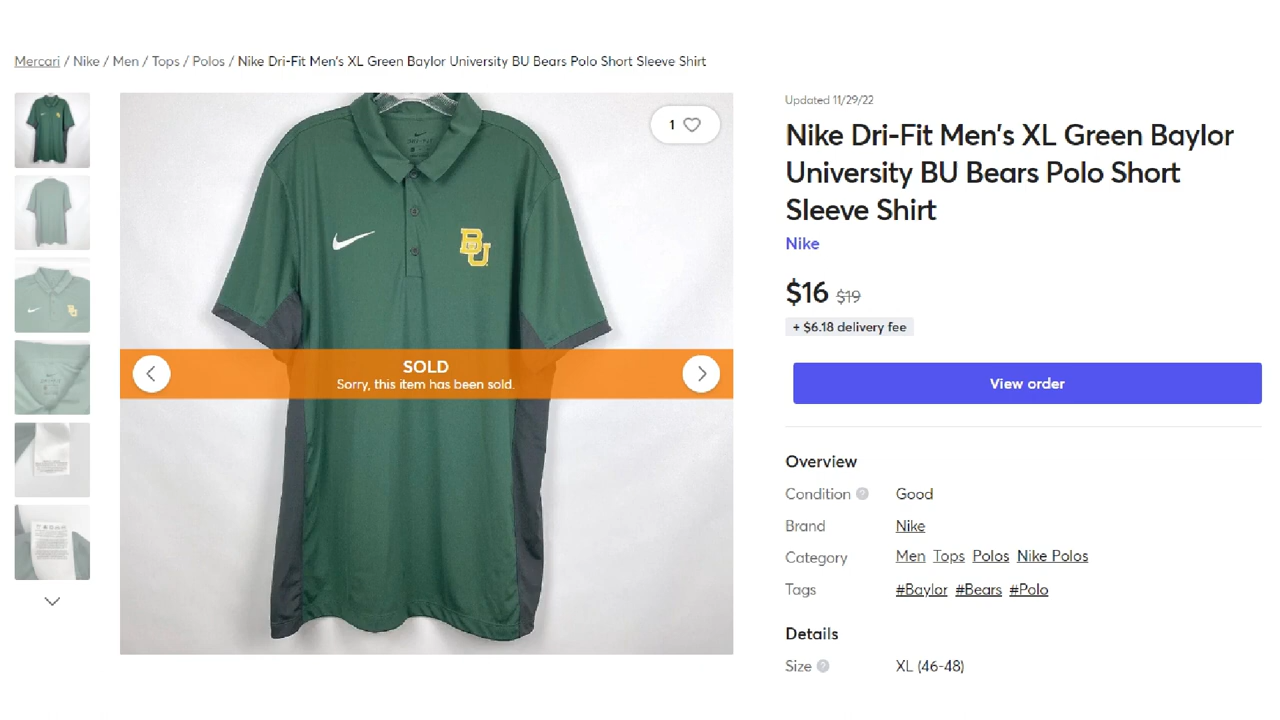 Mercari / Nike / Men / Tops / Polos / Nike Dri-Fit Men's XL Green Baylor University BU Bears Polo Short Sleeve Shirt
1
BU
SOLD
Sorry, this item has been sold.
Updated 11/29/22
Nike Dri-Fit Men's XL Green Baylor
University BU Bears Polo Short
Sleeve Shirt
Nike
$16 $19
+ $6.18 delivery fee
View order
Overview
Condition ? Good
Brand Nike
Category Men Tops Polos Nike Polos
Tags #Baylor #Bears #Polo
Details
Size ? XL (46-48)